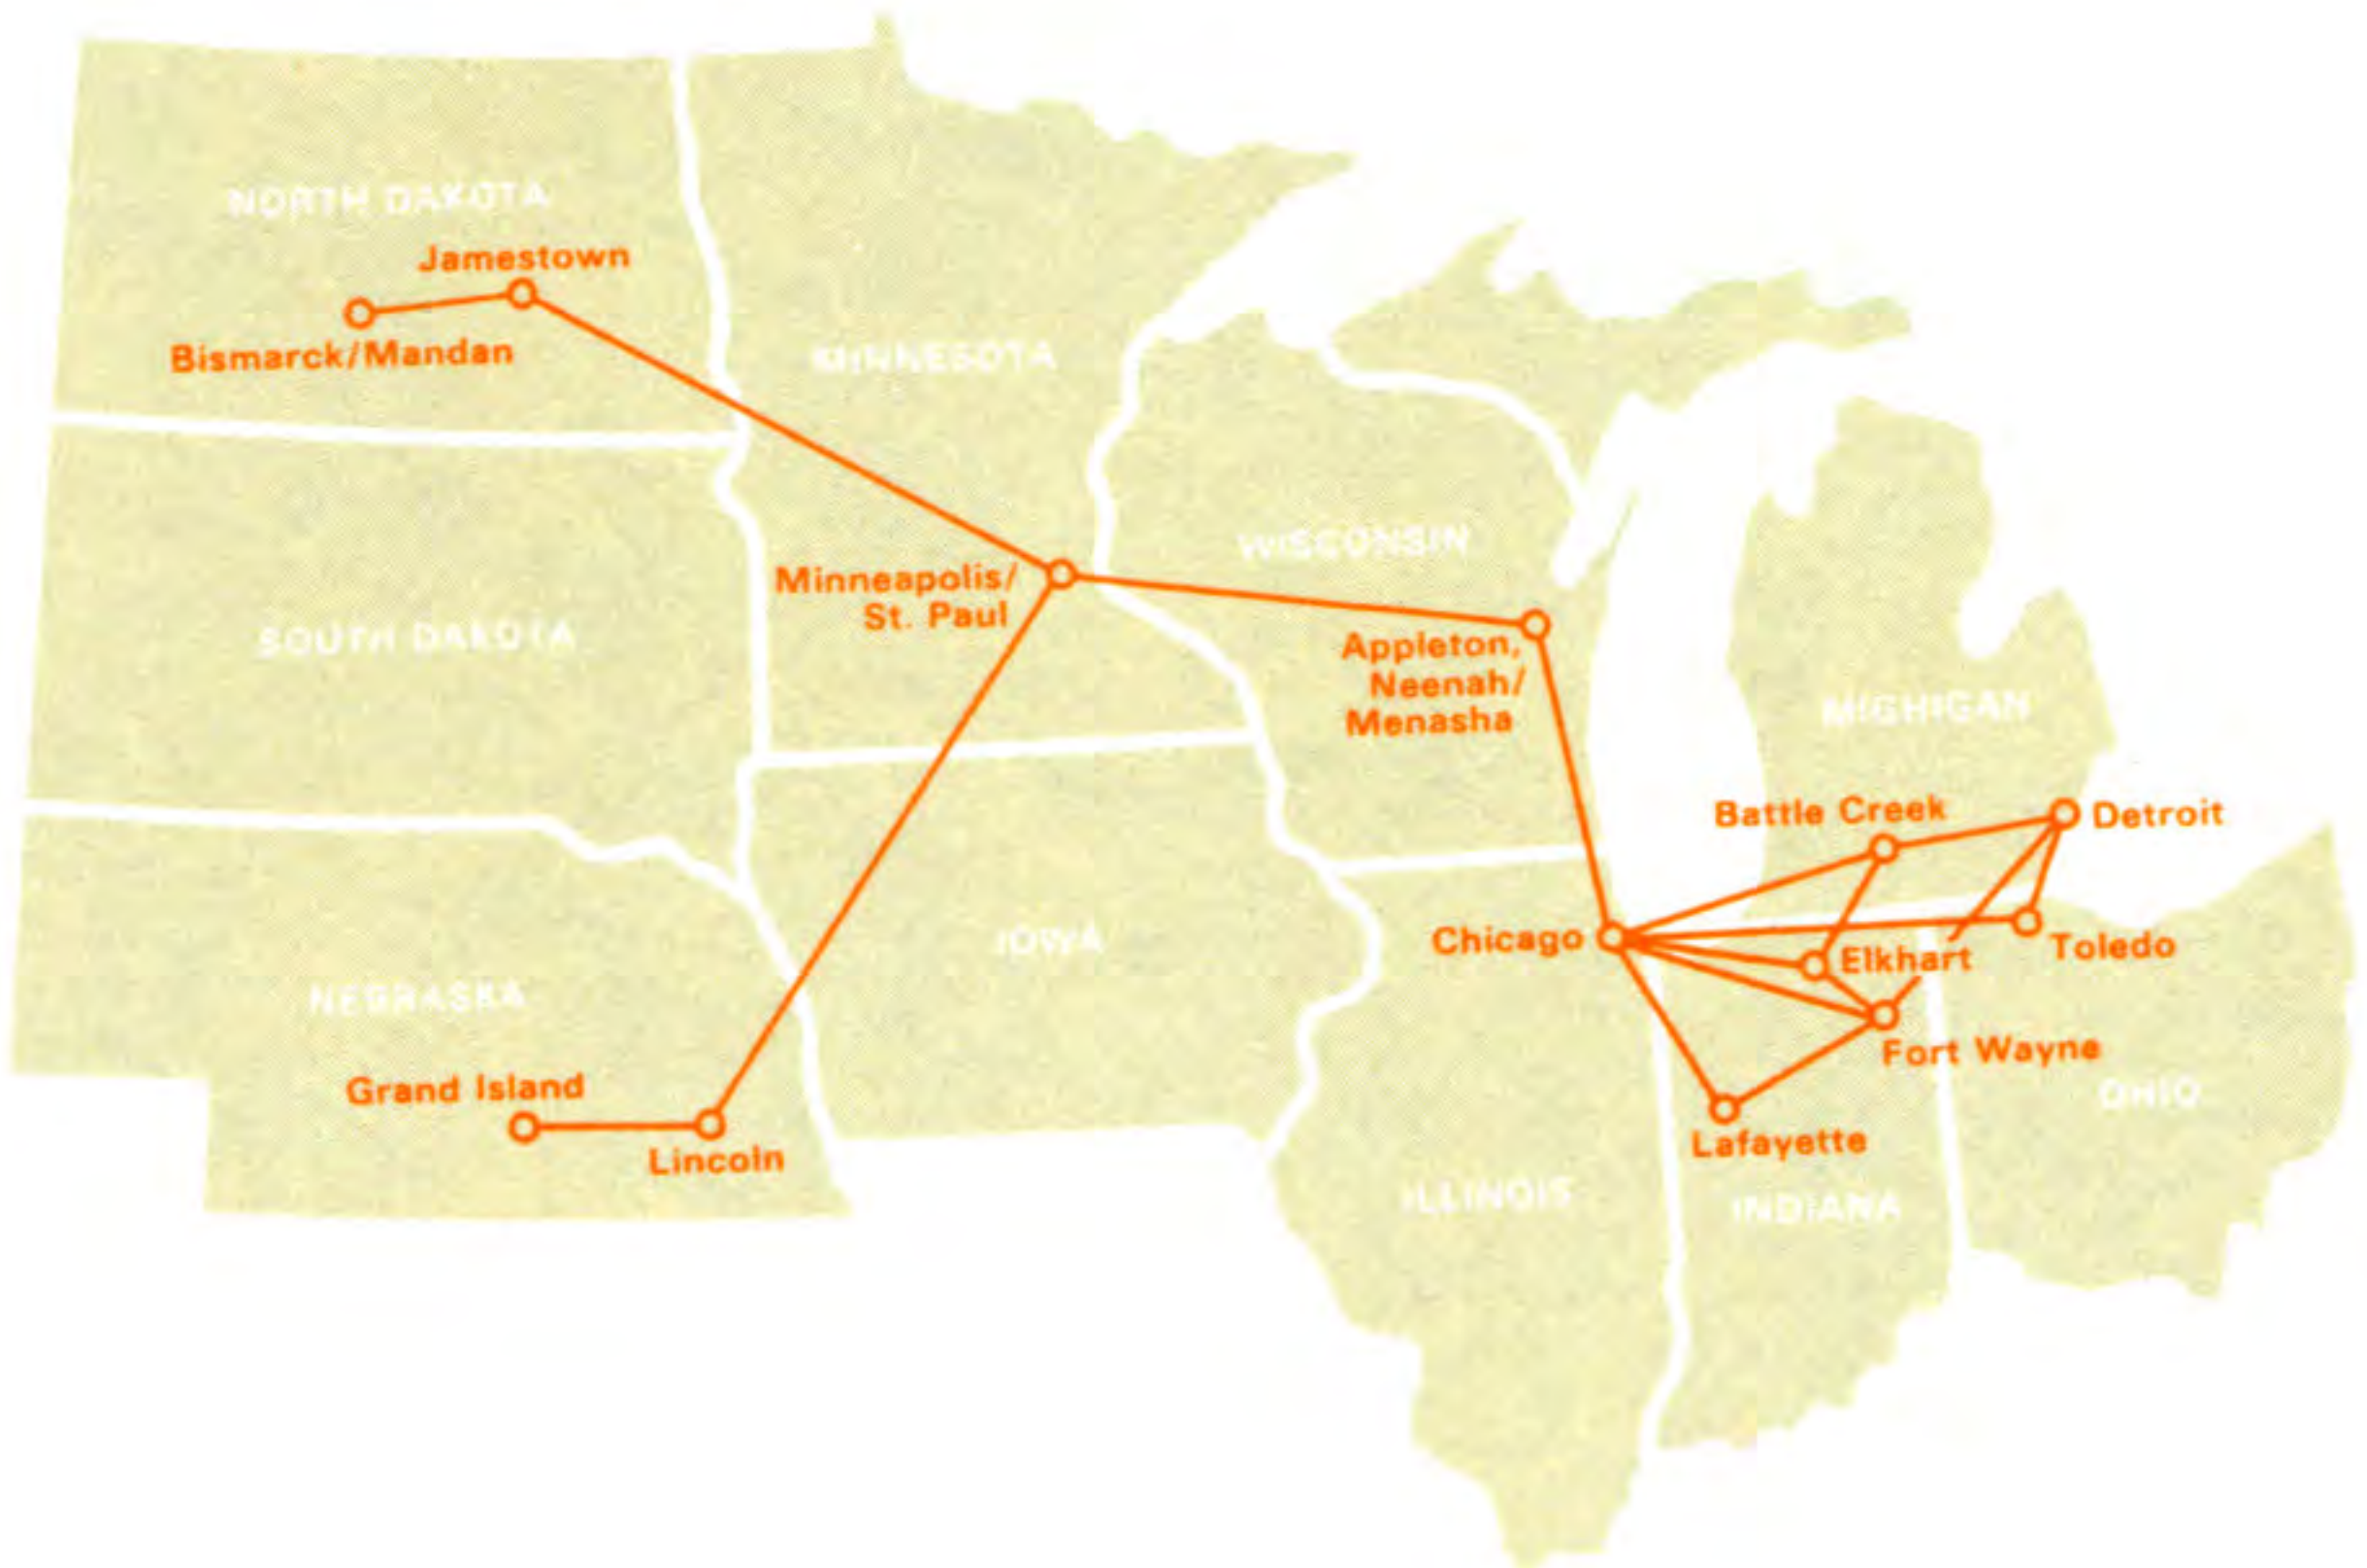 NORTH DAKOTA
Jamestown
Bismarck/Mandan
MINNESOTA
WISCONSIN
Minneapolis/
St. Paul
SOUTH DAKOTA
Appleton,
Neenah/
Menasha
MICHIGAN
Battle Creek
Detroit
Chicago
Elkhart
Toledo
IOWA
NEBRASKA
Fort Wayne
Grand Island
OHIO
Lincoln
Lafayette
ILLINOIS
INDIANA